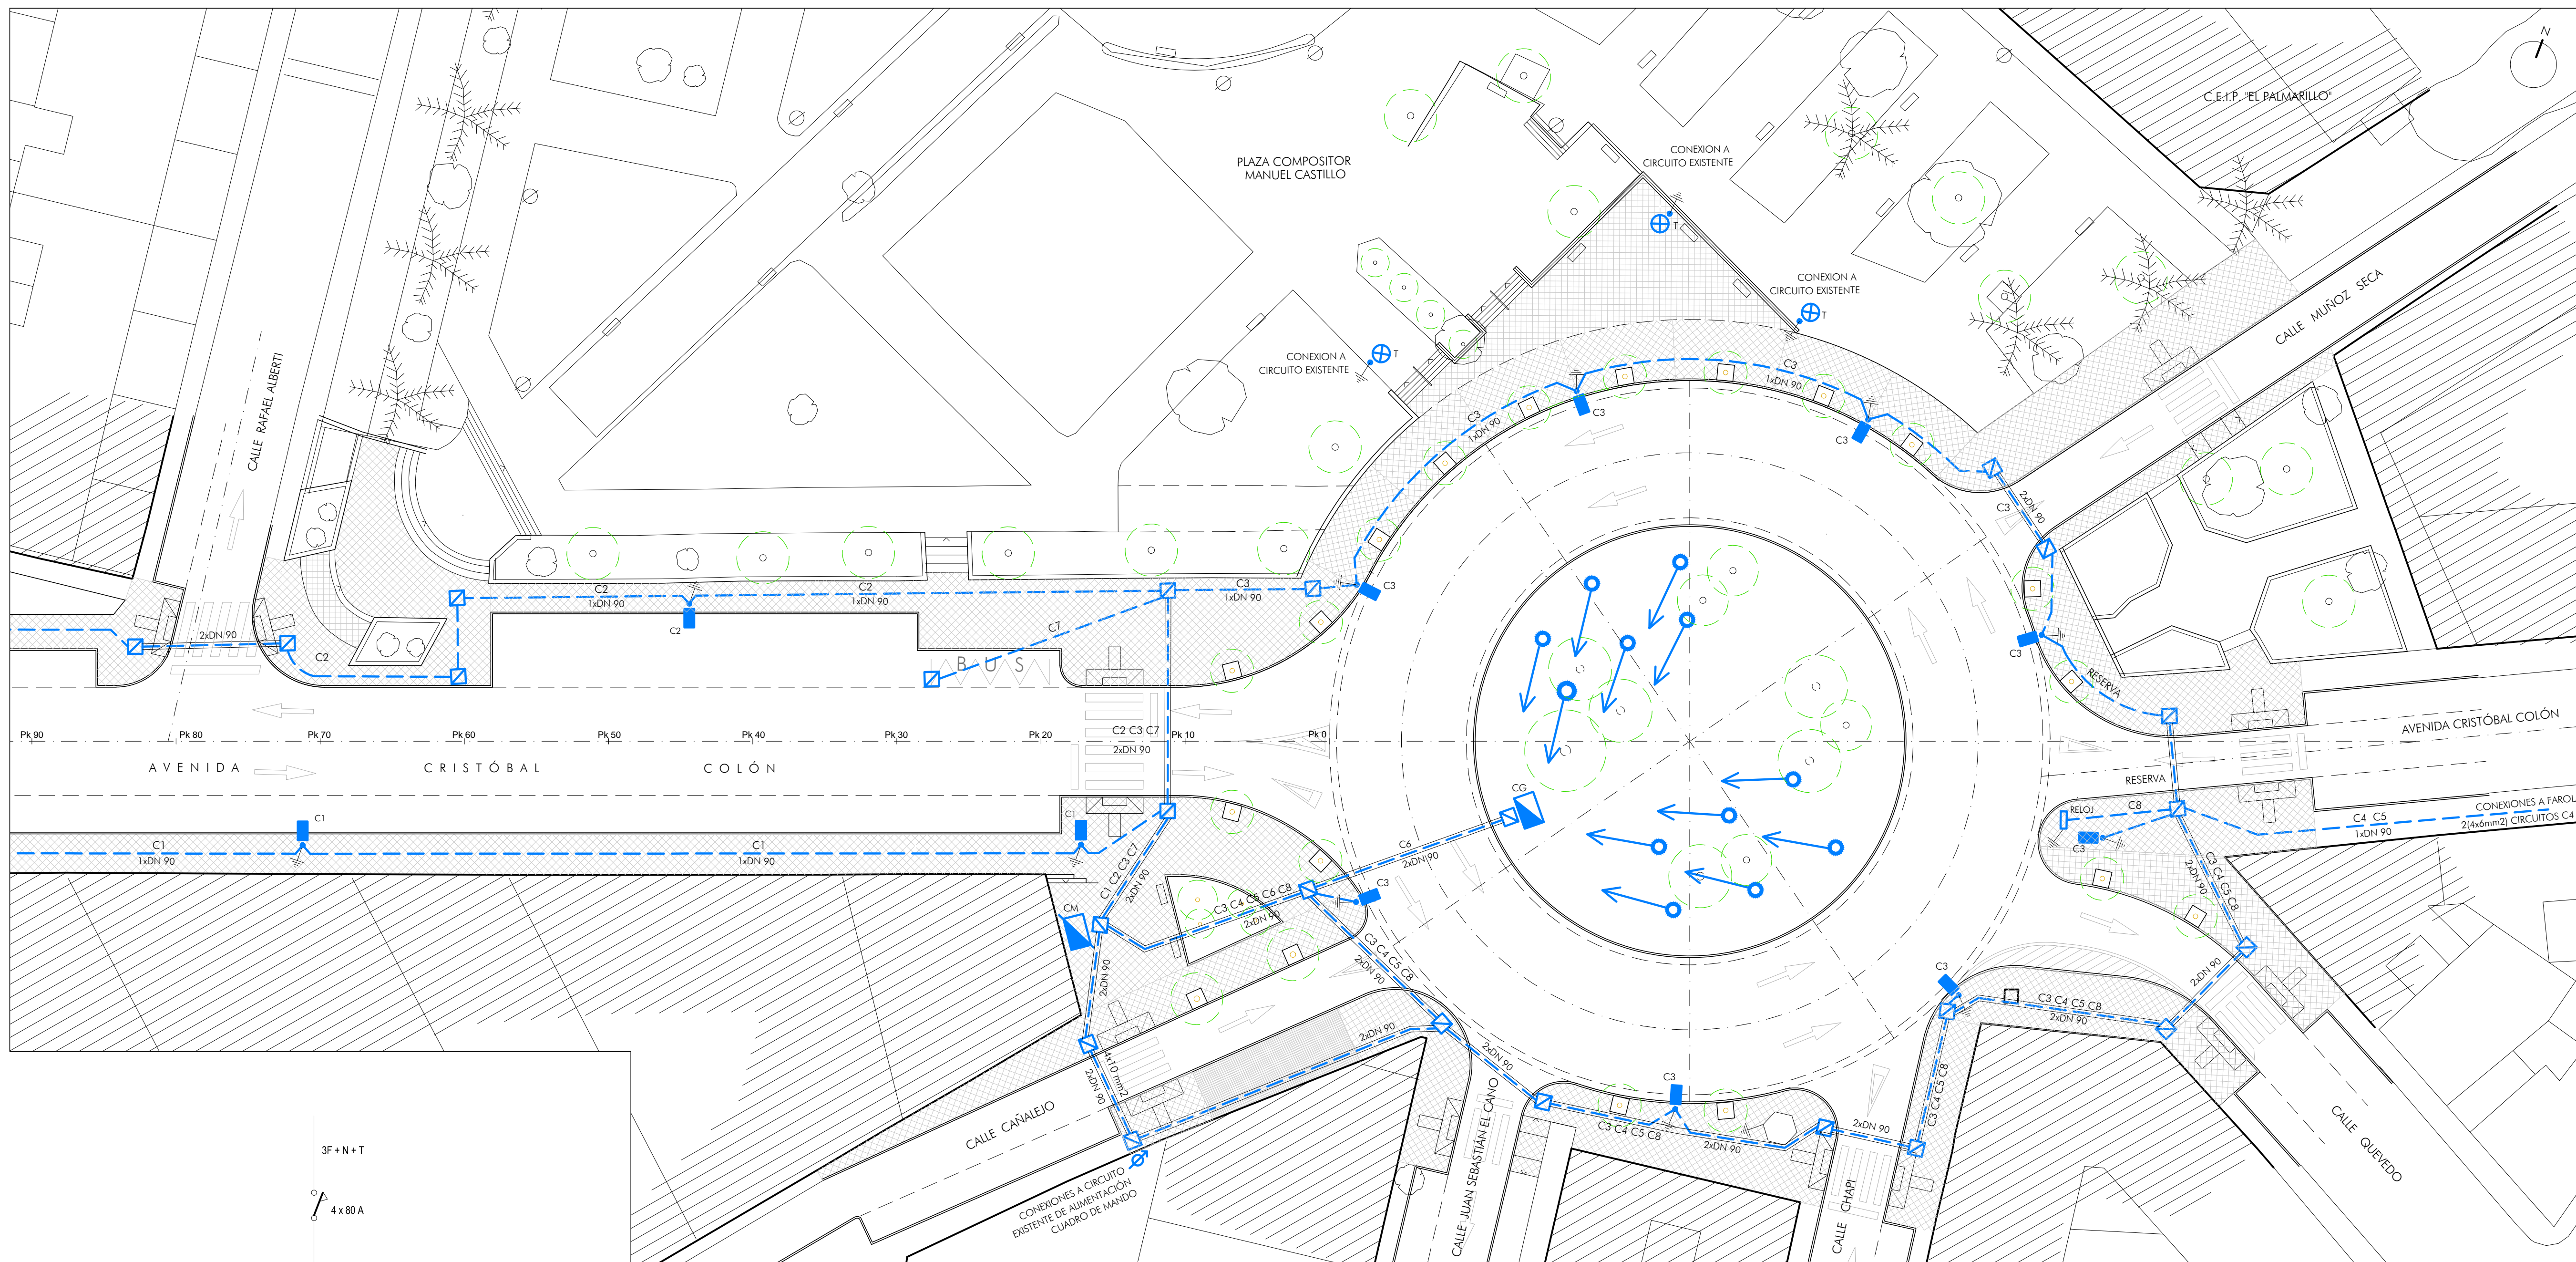 N
C.E.I.P. "EL PALMARILLO"
PLAZA COMPOSITOR
MANUEL CASTILLO
CONEXION A
CIRCUITO EXISTENTE
T
CONEXION A
CIRCUITO EXISTENTE
T
CONEXION A
CIRCUITO EXISTENTE
T
CALLE MUÑOZ SECA
CALLE RAFAEL ALBERTI
C3
1xDN 90
C3
1xDN 90
C3
C3
2xDN 90
C3
C3
RESERVA
2xDN 90
C2
C2
1xDN 90
C2
C2
1xDN 90
C3
1xDN 90
C3
C7
BUS
C2 C3 C7
2xDN 90
Pk 90
Pk 80
Pk 70
Pk 60
Pk 50
Pk 40
Pk 30
Pk 20
Pk 10
Pk 0
AVENIDA CRISTÓBAL COLÓN
AVENIDA CRISTÓBAL COLÓN
RESERVA
RELOJ
C8
C3
C4 C5
1xDN 90
CONEXIONES A FAROL
2(4x6mm2) CIRCUITOS C4
C1
C1
1xDN 90
C1
1xDN 90
C1
C1 C2 C3 C7
2xDN 90
CM
CG
C6
2xDN 90
C3 C4 C5 C6 C8
2xDN 90
C3
C3 C4 C5 C8
2xDN 90
C3 C4 C5 C8
2xDN 90
2xDN 90
4x10 mm2
2xDN 90
2xDN 90
2xDN 90
C3
C3 C4 C5 C8
2xDN 90
2xDN 90
C3 C4 C5 C8
C3
C3 C4 C5 C8
2xDN 90
2xDN 90
CALLE CAÑALEJO
CONEXIONES A CIRCUITO
EXISTENTE DE ALIMENTACIÓN
CUADRO DE MANDO
CALLE JUAN SEBASTIÁN EL CANO
CALLE CHAPI
CALLE QUEVEDO
3F + N + T
4 x 80 A